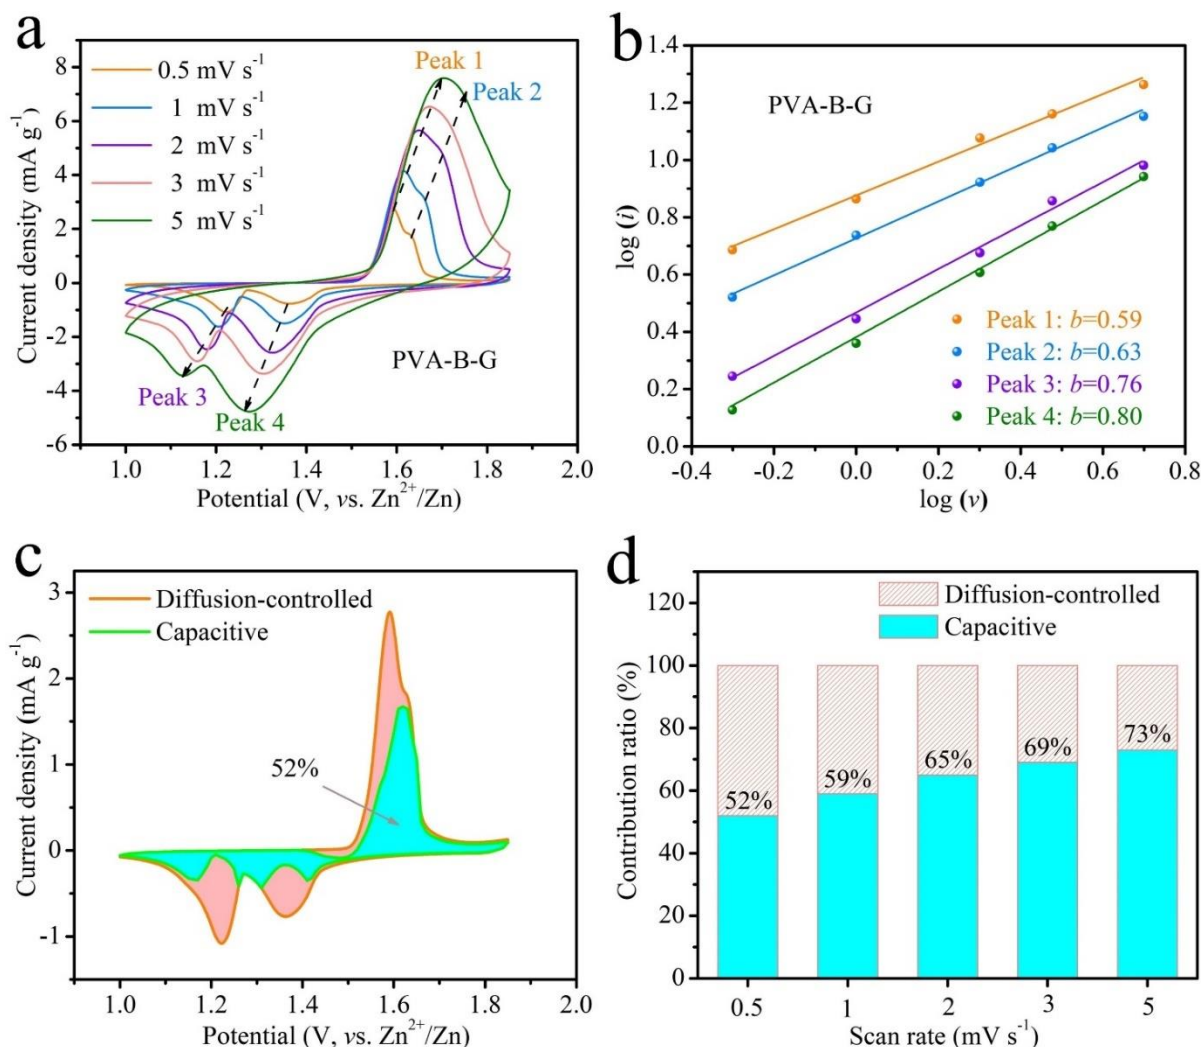 a
8
6
4
2
0
-2
-4
-6
Current density (mA g⁻¹)
0.5 mV s⁻¹
1 mV s⁻¹
2 mV s⁻¹
3 mV s⁻¹
5 mV s⁻¹
Peak 1
Peak 2
Peak 3
Peak 4
PVA-B-G
1.0 1.2 1.4 1.6 1.8 2.0
Potential (V, vs. Zn²⁺/Zn)
b
1.4
1.2
1.0
0.8
0.6
0.4
0.2
0.0
log (i)
PVA-B-G
Peak 1: b=0.59
Peak 2: b=0.63
Peak 3: b=0.76
Peak 4: b=0.80
-0.4 -0.2 0.0 0.2 0.4 0.6 0.8
log (v)
c
3
2
1
0
-1
Current density (mA g⁻¹)
Diffusion-controlled
Capacitive
52%
1.0 1.2 1.4 1.6 1.8 2.0
Potential (V, vs. Zn²⁺/Zn)
d
120
100
80
60
40
20
0
Contribution ratio (%)
Diffusion-controlled
Capacitive
52% 59% 65% 69% 73%
0.5 1 2 3 5
Scan rate (mV s⁻¹)